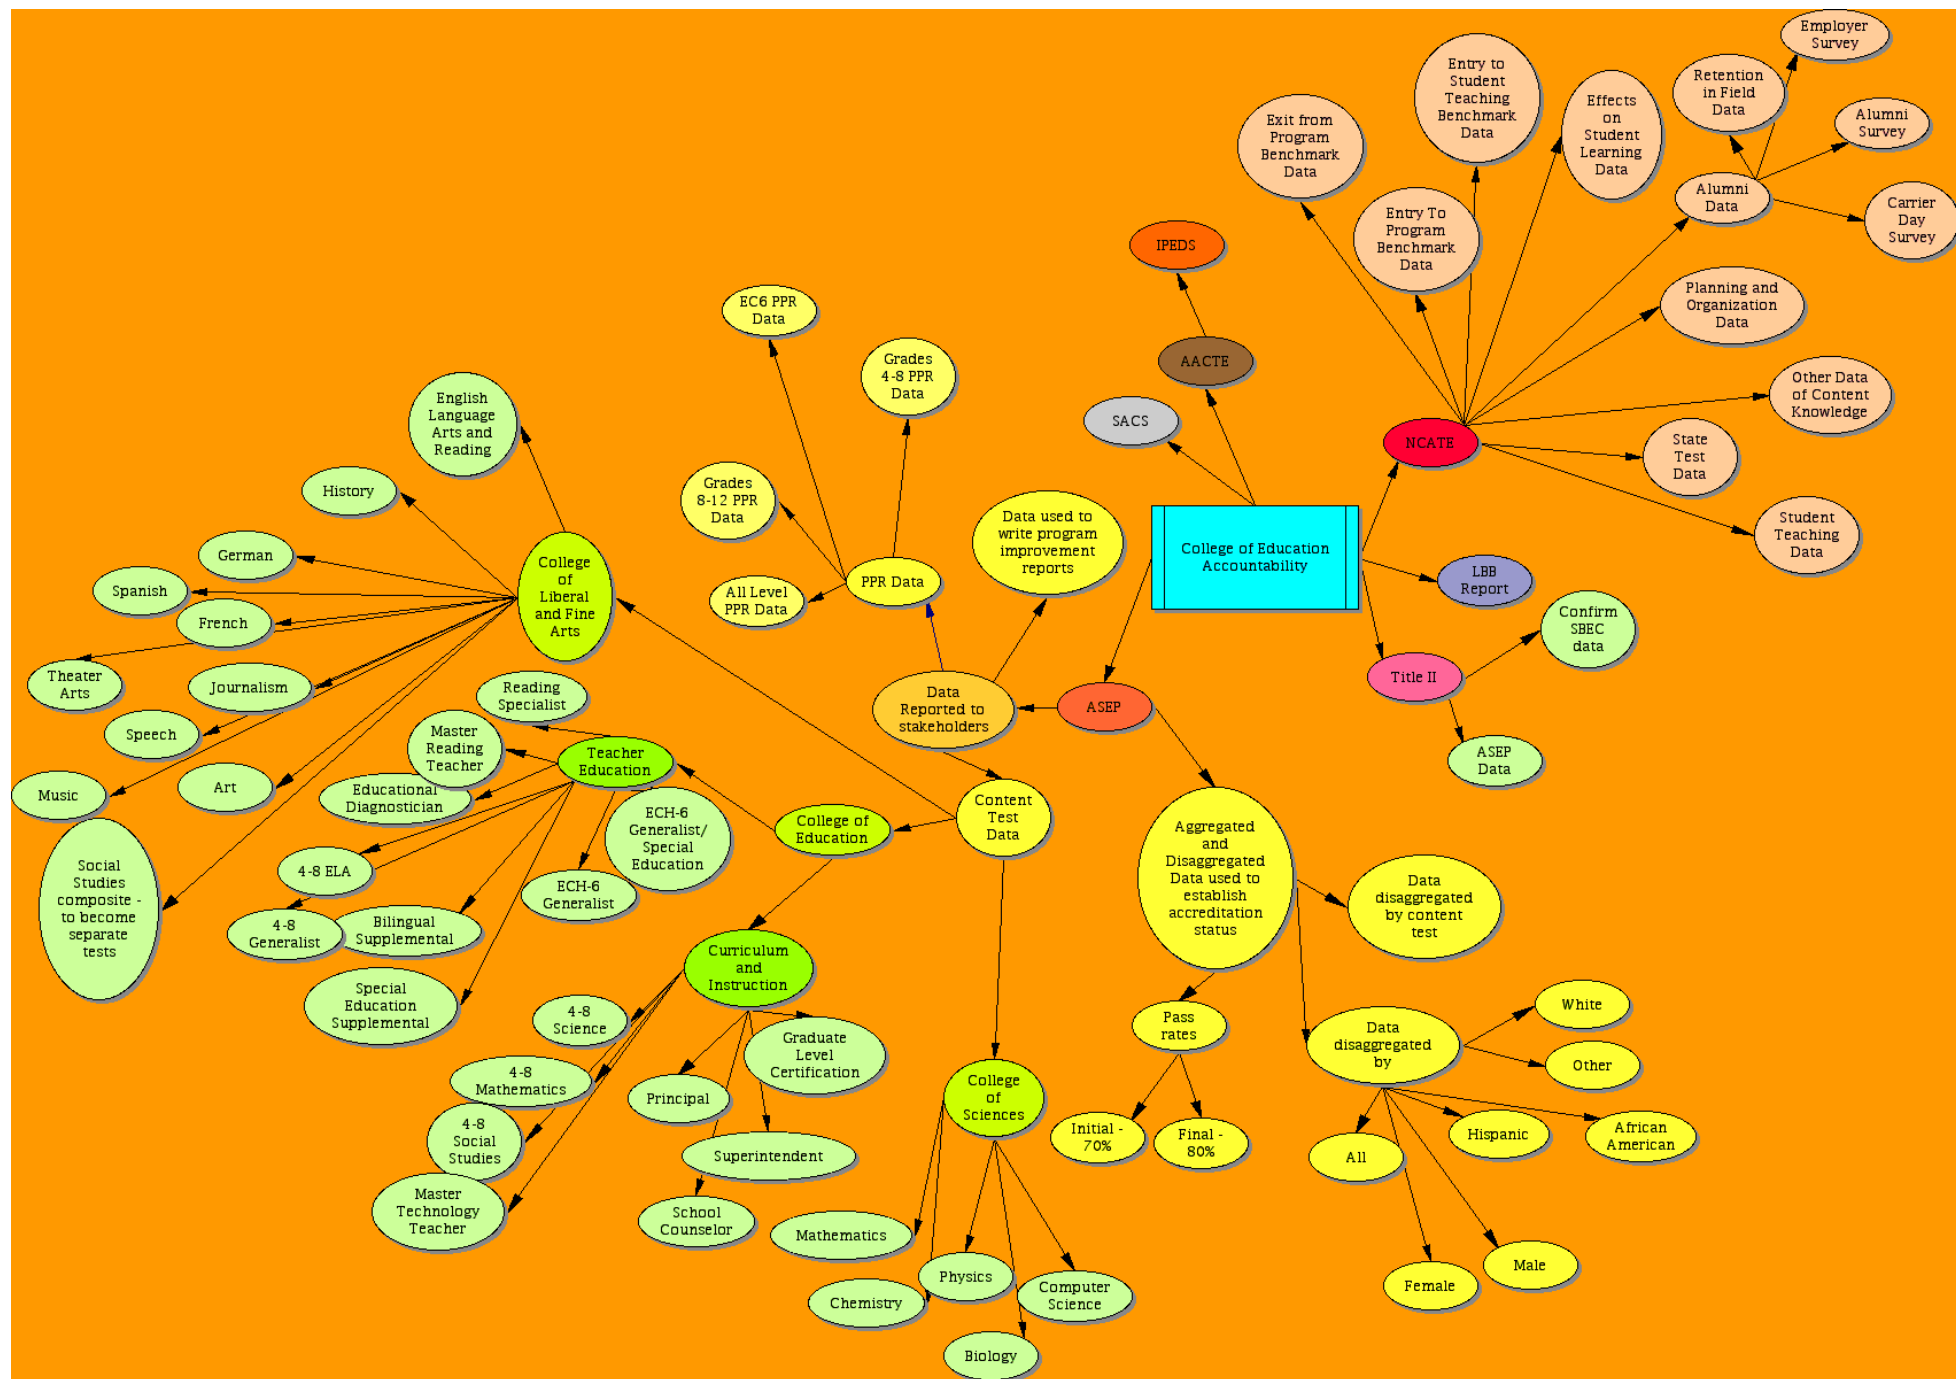 Employer
Survey
Entry to
Student
Teaching
Benchmark
Data
Retention
in Field
Data
Effects
on
Student
Learning
Data
Alumni
Survey
Exit from
Program
Benchmark
Data
Alumni
Data
Carrier
Day
Survey
Entry To
Program
Benchmark
Data
IPEDS
Planning and
Organization
Data
EC6 PPR
Data
AACTE
Grades
4-8 PPR
Data
Other Data
of Content
Knowledge
English
Language
Arts and
Reading
SACS
NCATE
State
Test
Data
History
Grades
8-12 PPR
Data
Data used to
write program
improvement
reports
Student
Teaching
Data
College of Education
Accountability
German
College
of
Liberal
and Fine
Arts
PPR Data
LBB
Report
Spanish
All Level
PPR Data
French
Confirm
SBEC
data
Theater
Arts
Journalism
Reading
Specialist
Data
Reported to
stakeholders
ASEP
Title II
Speech
Master
Reading
Teacher
Teacher
Education
ASEP
Data
Music
Art
Educational
Diagnostician
ECH-6
Generalist/
Special
Education
College of
Education
Content
Test
Data
Aggregated
and
Disaggregated
Data used to
establish
accreditation
status
Social
Studies
composite -
to become
separate
tests
4-8 ELA
ECH-6
Generalist
Data
disaggregated
by content
test
4-8
Generalist
Bilingual
Supplemental
Curriculum
and
Instruction
Special
Education
Supplemental
4-8
Science
Graduate
Level
Certification
Pass
rates
Data
disaggregated
by
White
Other
4-8
Mathematics
Principal
College
of
Sciences
4-8
Social
Studies
Superintendent
Initial -
70%
Final -
80%
All
Hispanic
African
American
Master
Technology
Teacher
School
Counselor
Mathematics
Physics
Computer
Science
Chemistry
Female
Male
Biology